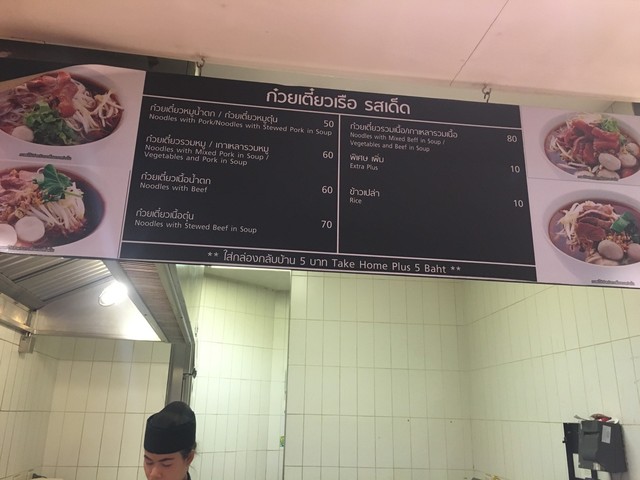 ก๋วยเตี๋ยวเรือ รสเด็ด
ก๋วยเตี๋ยวหมูน้ำตก / ก๋วยเตี๋ยวหมูตุ๋น 50
Noodles with Pork/Noodles with Stewed Pork in Soup
ก๋วยเตี๋ยวรวมหมู / เกาเหลารวมหมู 60
Noodles with Mixed Pork in Soup /
Vegetables and Pork in Soup
ก๋วยเตี๋ยวเนื้อน้ำตก 60
Noodles with Beef
ก๋วยเตี๋ยวเนื้อตุ๋น 70
Noodles with Stewed Beef in Soup
ก๋วยเตี๋ยวรวมเนื้อ/เกาเหลารวมเนื้อ 80
Noodles with Mixed Beff in Soup /
Vegetables and Beef in Soup
พิเศษ เพิ่ม 10
Extra Plus
ข้าวเปล่า 10
Rice
** ใส่กล่องกลับบ้าน 5 บาท Take Home Plus 5 Baht **